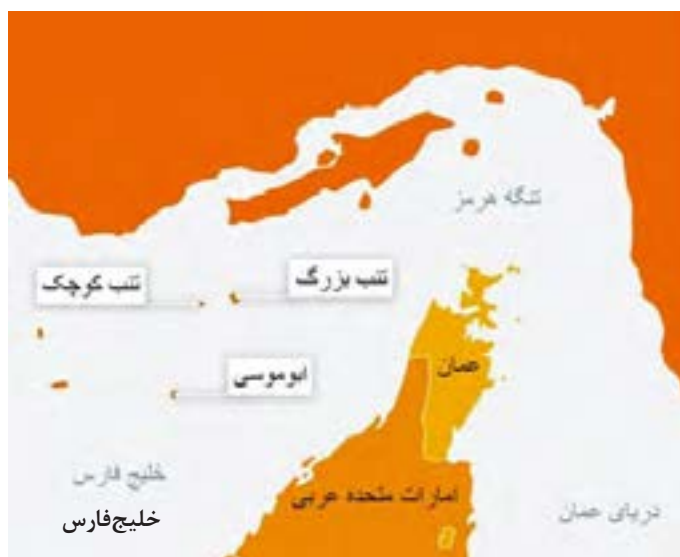 تنگه هرمز
تنب بزرگ
تنب کوچک
عمان
ابوموسی
خلیج فارس
امارات متحده عربی
دریای عمان
خلیج‌فارس